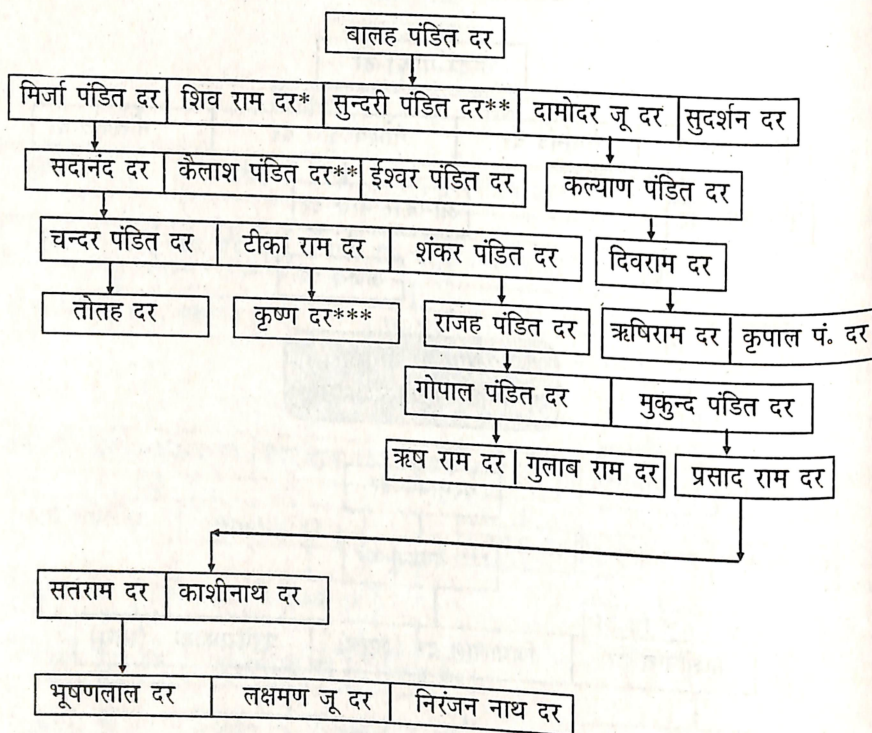 बालह पंडित दर
मिर्जा पंडित दर शिव राम दर* सुन्दरी पंडित दर** दामोदर जू दर सुदर्शन दर
सदानंद दर कैलाश पंडित दर** ईश्वर पंडित दर कल्याण पंडित दर
चन्दर पंडित दर टीका राम दर शंकर पंडित दर दिवराम दर
तोतह दर कृष्ण दर*** राजह पंडित दर ऋषिराम दर कृपाल पं॰ दर
गोपाल पंडित दर मुकुन्द पंडित दर
ऋष राम दर गुलाब राम दर प्रसाद राम दर
सतराम दर काशीनाथ दर
भूषणलाल दर लक्षमण जू दर निरंजन नाथ दर